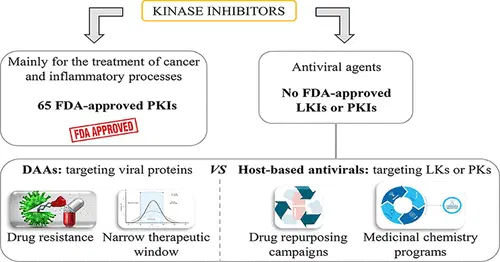 KINASE INHIBITORS
Mainly for the treatment of cancer
and inflammatory processes
65 FDA-approved PKIs
FDA APPROVED
Antiviral agents
No FDA-approved
LKIs or PKIs
DAAs: targeting viral proteins
VS
Host-based antivirals: targeting LKs or PKs
Drug resistance
Narrow therapeutic
window
Drug repurposing
campaigns
Medicinal chemistry
programs